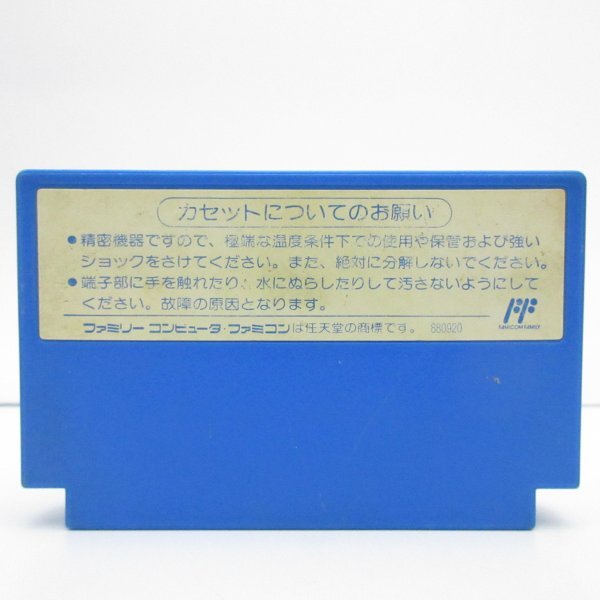 カセットについてのお願い
●精密機器ですので、極端な温度条件下での使用や保管および強い
ショックをさけてください。また、絶対に分解しないでください。
●端子部に手を触れたり、水にぬらしたりして汚さないようにして
ください。故障の原因となります。
FAMICOM FAMILY
ファミリー コンピュータ・ファミコンは任天堂の商標です。 880920